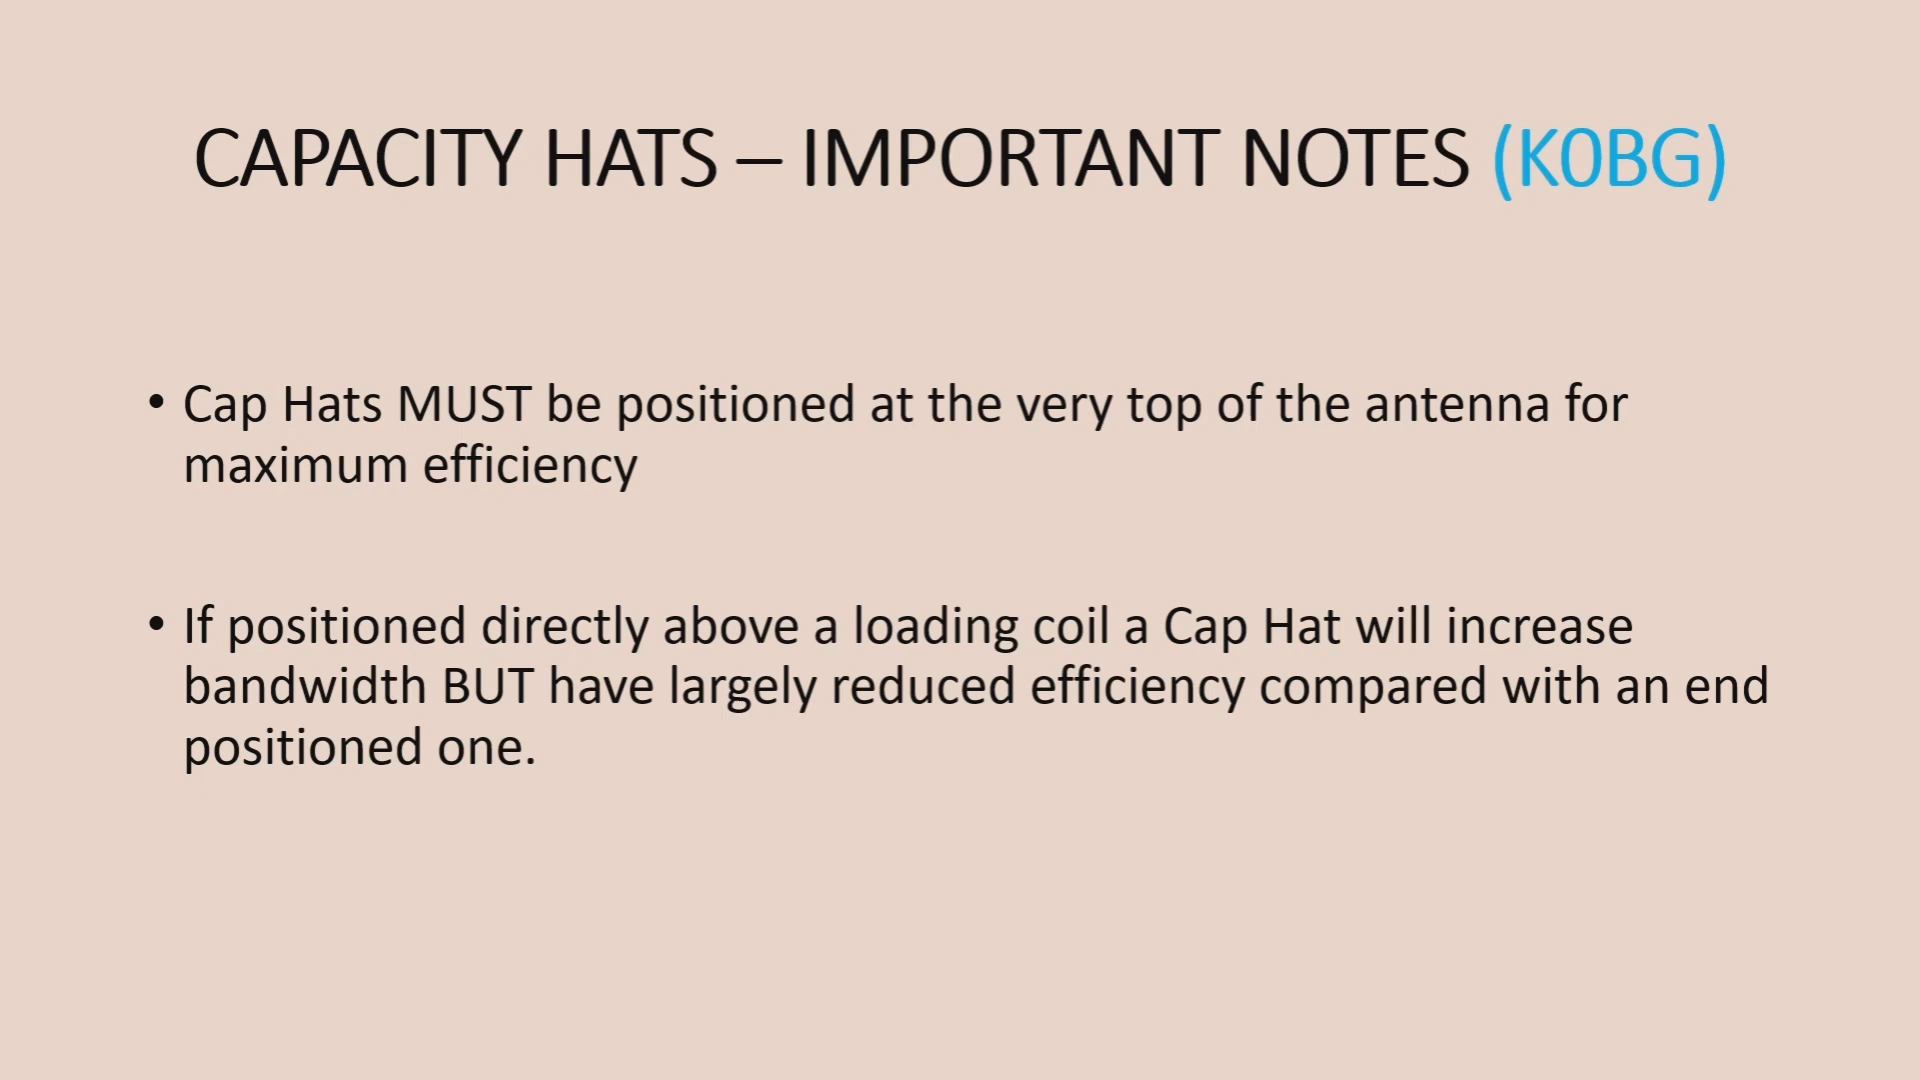 CAPACITY HATS – IMPORTANT NOTES (K0BG)
• Cap Hats MUST be positioned at the very top of the antenna for
maximum efficiency
• If positioned directly above a loading coil a Cap Hat will increase
bandwidth BUT have largely reduced efficiency compared with an end
positioned one.